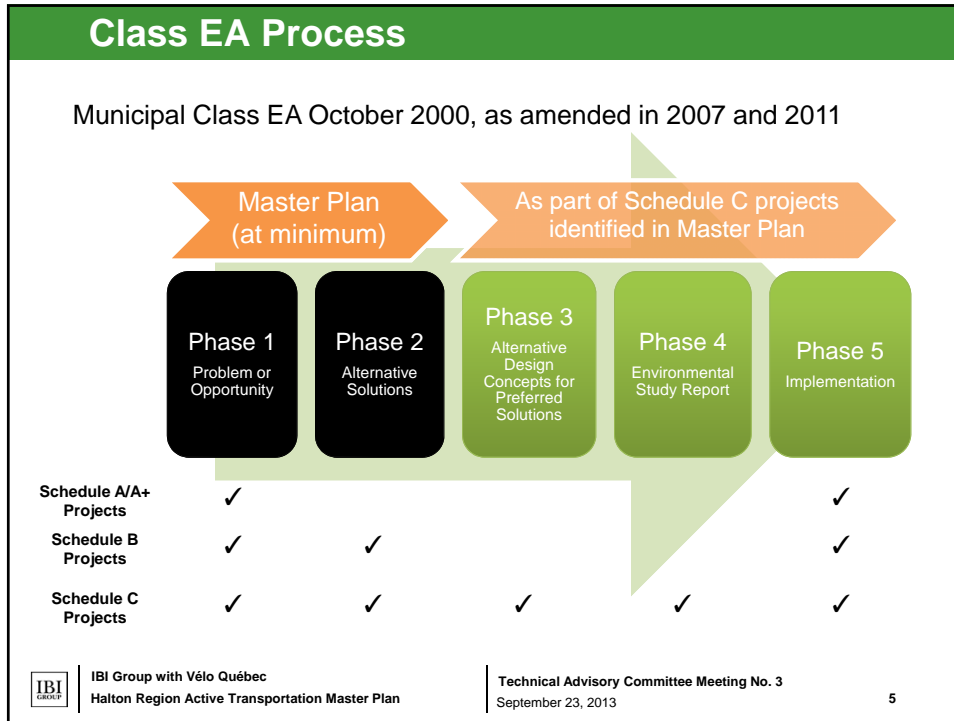 Class EA Process
Municipal Class EA October 2000, as amended in 2007 and 2011
Master Plan
(at minimum)
As part of Schedule C projects
identified in Master Plan
Phase 1
Problem or
Opportunity
Phase 2
Alternative
Solutions
Phase 3
Alternative
Design
Concepts for
Preferred
Solutions
Phase 4
Environmental
Study Report
Phase 5
Implementation
Schedule A/A+
Projects
✓ ✓
Schedule B
Projects
✓ ✓ ✓
Schedule C
Projects
✓ ✓ ✓ ✓ ✓
IBI
GROUP
IBI Group with Vélo Québec
Halton Region Active Transportation Master Plan
Technical Advisory Committee Meeting No. 3
September 23, 2013
5